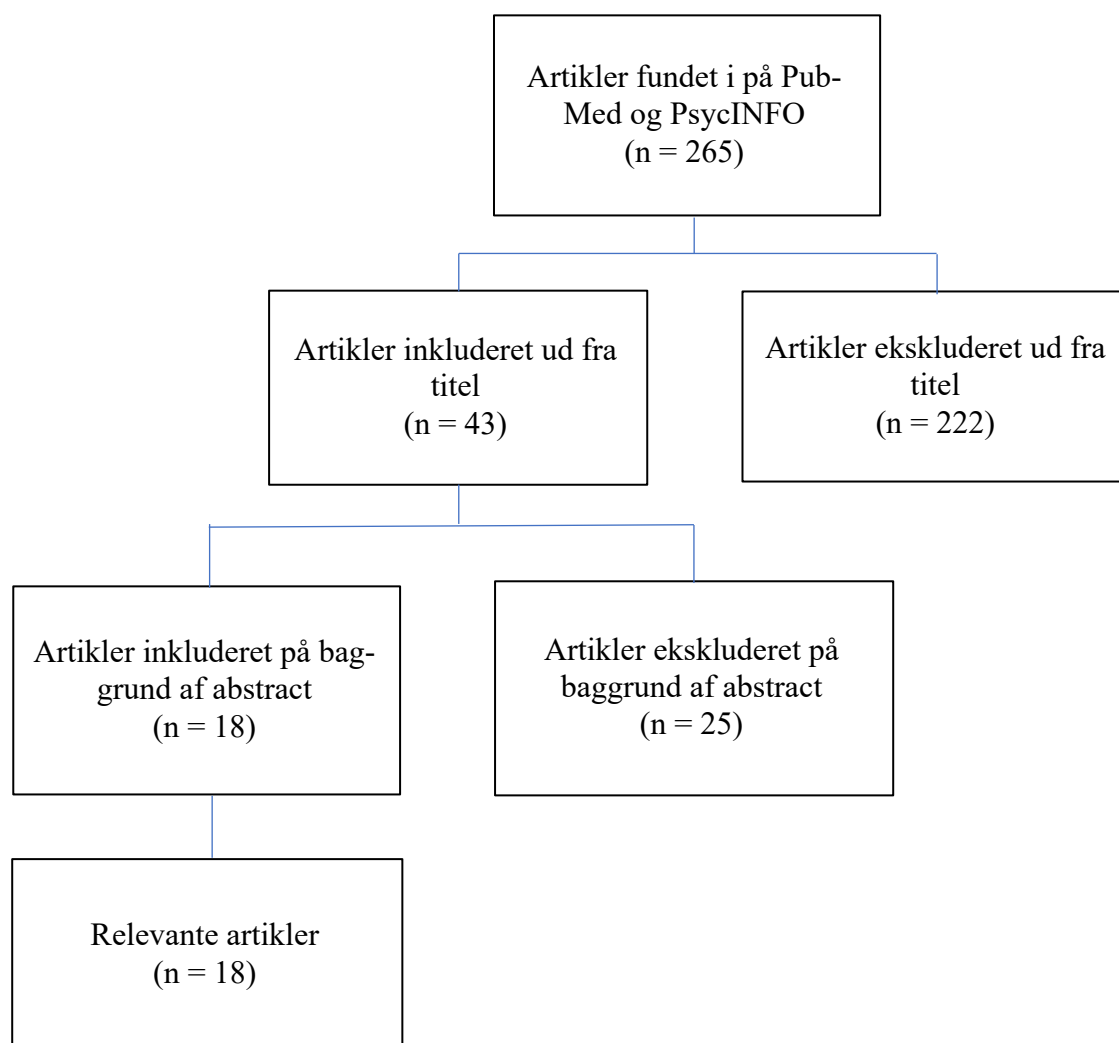 Artikler fundet i på Pub-
Med og PsycINFO
(n = 265)
Artikler inkluderet ud fra
titel
(n = 43)
Artikler ekskluderet ud fra
titel
(n = 222)
Artikler inkluderet på bag-
grund af abstract
(n = 18)
Artikler ekskluderet på
baggrund af abstract
(n = 25)
Relevante artikler
(n = 18)